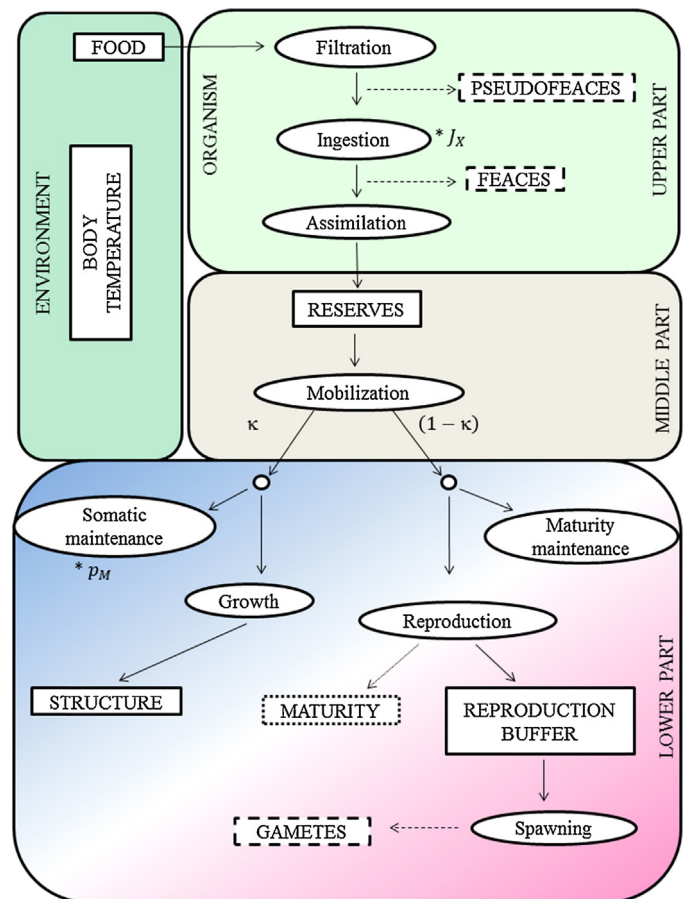 FOOD
Filtration
ORGANISM
PSEUDOFEACES
UPPER PART
Ingestion
* J_X
FEACES
ENVIRONMENT
BODY
TEMPERATURE
Assimilation
RESERVES
MIDDLE PART
Mobilization
κ
(1 − κ)
Somatic
maintenance
* p_M
Maturity
maintenance
Growth
Reproduction
STRUCTURE
MATURITY
REPRODUCTION
BUFFER
LOWER PART
GAMETES
Spawning